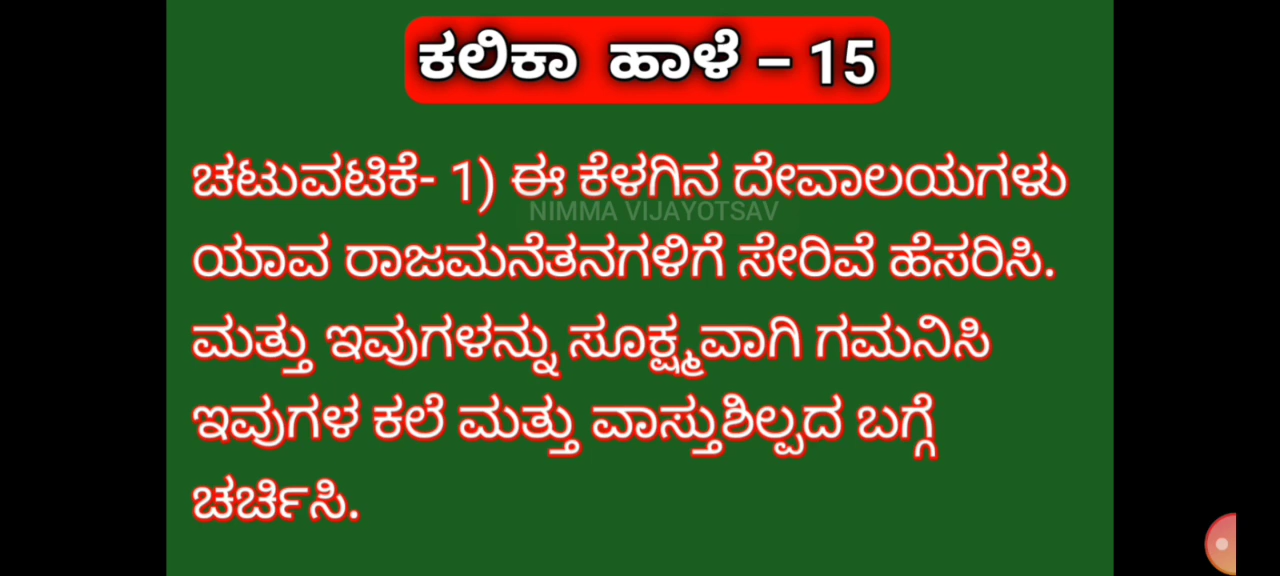 ಕಲಿಕಾ ಹಾಳೆ – 15
ಚಟುವಟಿಕೆ- 1) ಈ ಕೆಳಗಿನ ದೇವಾಲಯಗಳು
NIMMA VIJAYOTSAV
ಯಾವ ರಾಜಮನೆತನಗಳಿಗೆ ಸೇರಿವೆ ಹೆಸರಿಸಿ.
ಮತ್ತು ಇವುಗಳನ್ನು ಸೂಕ್ಷ್ಮವಾಗಿ ಗಮನಿಸಿ
ಇವುಗಳ ಕಲೆ ಮತ್ತು ವಾಸ್ತುಶಿಲ್ಪದ ಬಗ್ಗೆ
ಚರ್ಚಿಸಿ.